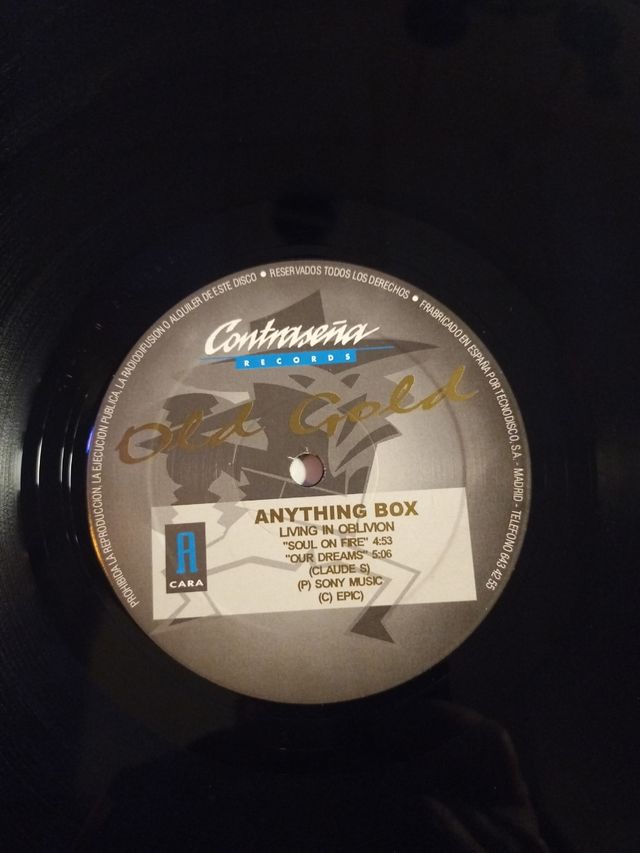 PROHIBIDA LA REPRODUCCION, LA EJECUCION PUBLICA, LA RADIODIFUSION O ALQUILER DE ESTE DISCO ● RESERVADOS TODOS LOS DERECHOS ● FRABRICADO EN ESPAÑA POR TECNODISCO, S.A. - MADRID - TELEFONO 643 42 55
Contraseña
RECORDS
Old Gold
ANYTHING BOX
LIVING IN OBLIVION
"SOUL ON FIRE" 4:53
"OUR DREAMS" 5:06
(CLAUDE S)
(P) SONY MUSIC
(C) EPIC)
A
CARA